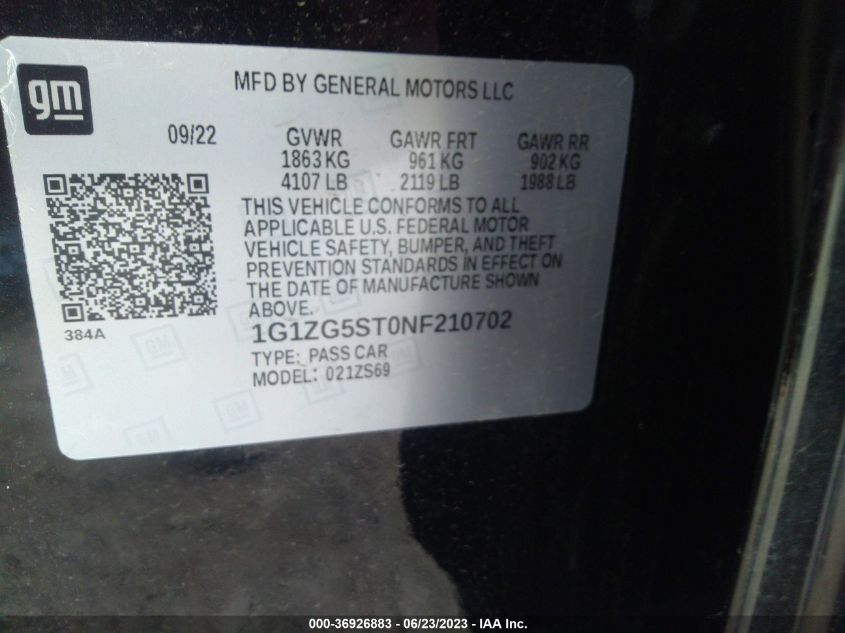 gm
MFD BY GENERAL MOTORS LLC
09/22 GVWR GAWR FRT GAWR RR
1863 KG 961 KG 902 KG
4107 LB 2119 LB 1988 LB
THIS VEHICLE CONFORMS TO ALL
APPLICABLE U.S. FEDERAL MOTOR
VEHICLE SAFETY, BUMPER, AND THEFT
PREVENTION STANDARDS IN EFFECT ON
THE DATE OF MANUFACTURE SHOWN
ABOVE.
384A
1G1ZG5ST0NF210702
TYPE: PASS CAR
MODEL: 021ZS69
000-36926883 - 06/23/2023 - IAA Inc.